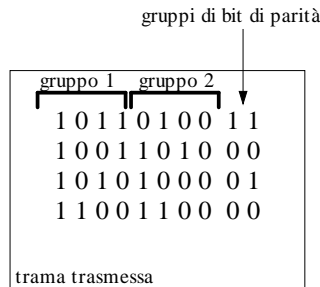 gruppi di bit di parità
gruppo 1 gruppo 2
1 0 1 1 0 1 0 0 1 1
1 0 0 1 1 0 1 0 0 0
1 0 1 0 1 0 0 0 0 1
1 1 0 0 1 1 0 0 0 0
trama trasmessa